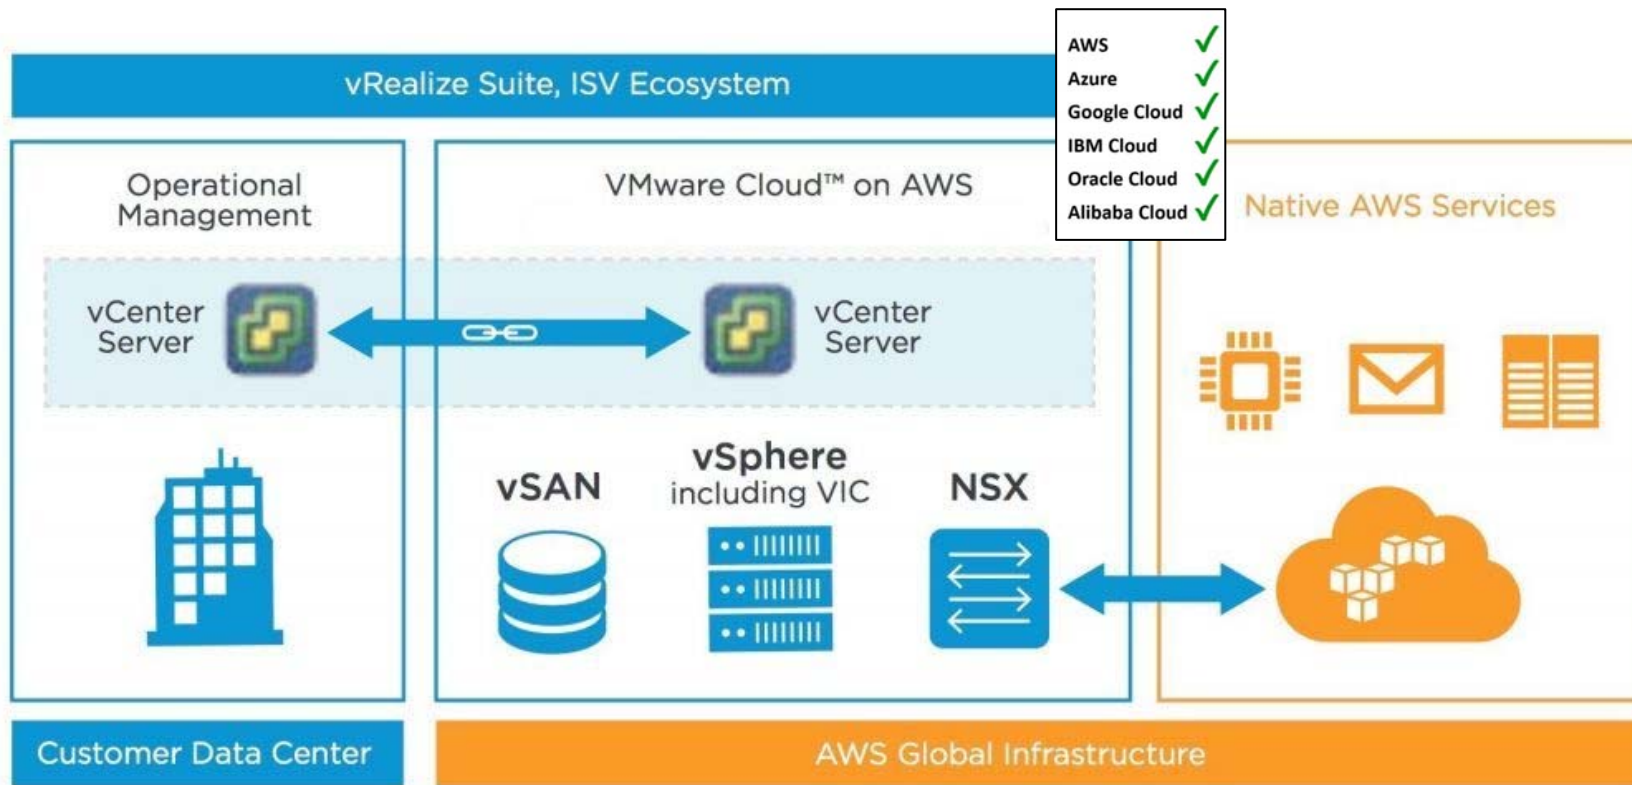 AWS ✓
Azure ✓
Google Cloud ✓
IBM Cloud ✓
Oracle Cloud ✓
Alibaba Cloud ✓
vRealize Suite, ISV Ecosystem
Operational
Management
VMware Cloud™ on AWS
Native AWS Services
vCenter
Server
vCenter
Server
vSAN
vSphere
including VIC
NSX
Customer Data Center
AWS Global Infrastructure